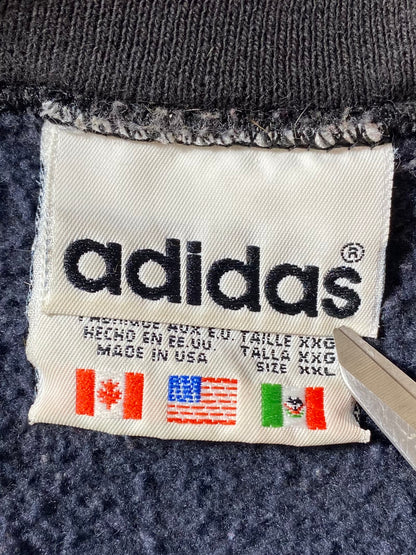 adidas®
FABRIQUÉ AUX E.U. TAILLE XXG
HECHO EN EE.UU. TALLA XXG
MADE IN USA SIZE XXL